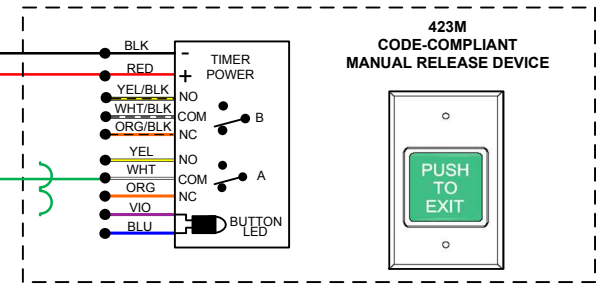 423M
CODE-COMPLIANT
MANUAL RELEASE DEVICE
BLK
-
TIMER
POWER
RED
+
YEL/BLK
NO
WHT/BLK
COM
B
ORG/BLK
NC
YEL
NO
WHT
COM
A
ORG
NC
VIO
BUTTON
LED
BLU
PUSH
TO
EXIT